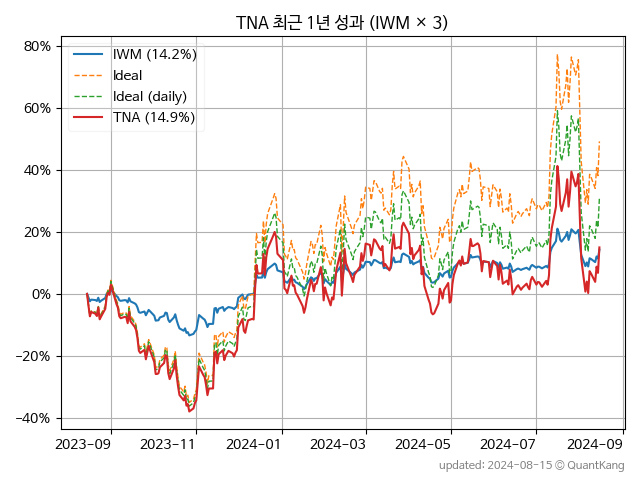 TNA 최근 1년 성과 (IWM × 3)
IWM (14.2%)
Ideal
Ideal (daily)
TNA (14.9%)
80%
60%
40%
20%
0%
−20%
−40%
2023-09 2023-11 2024-01 2024-03 2024-05 2024-07 2024-09
updated: 2024-08-15 © QuantKang